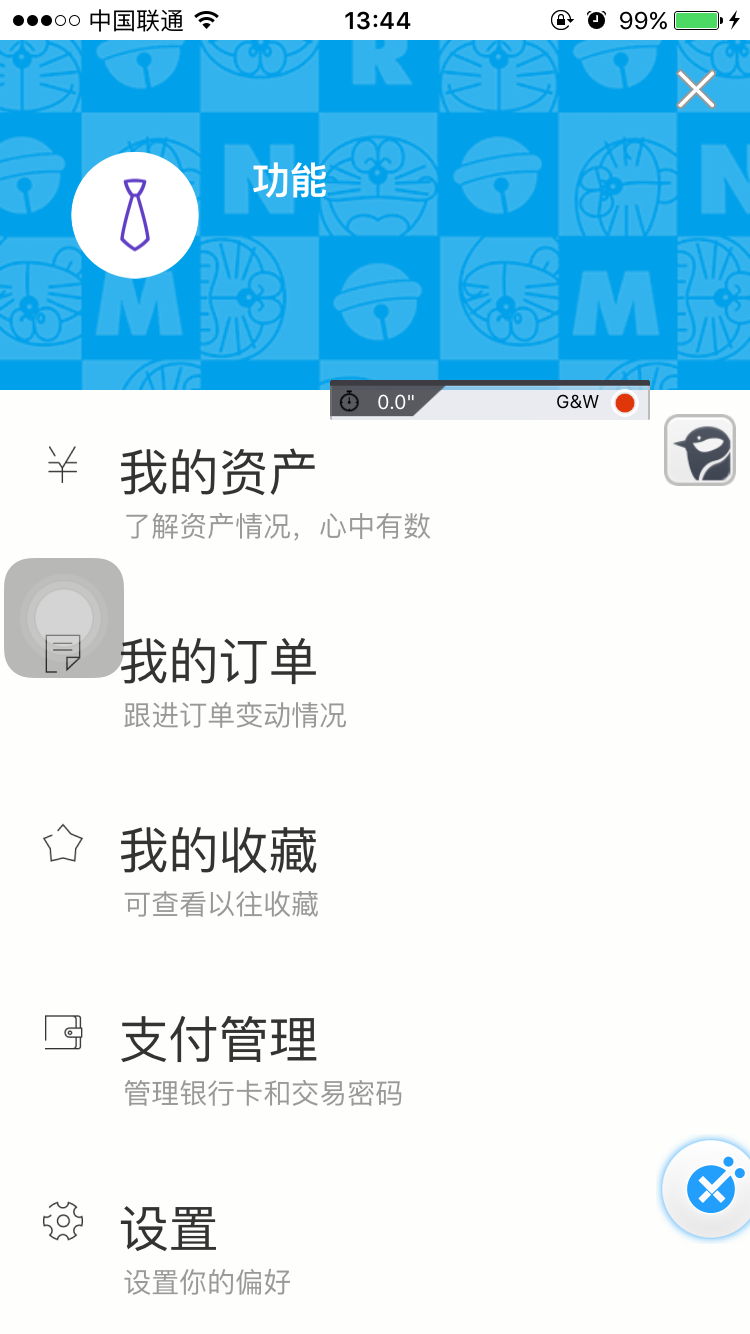 中国联通 13:44 99%
R
功能
N N
M M
0.0" G&W
我的资产
了解资产情况，心中有数
我的订单
跟进订单变动情况
我的收藏
可查看以往收藏
支付管理
管理银行卡和交易密码
设置
设置你的偏好